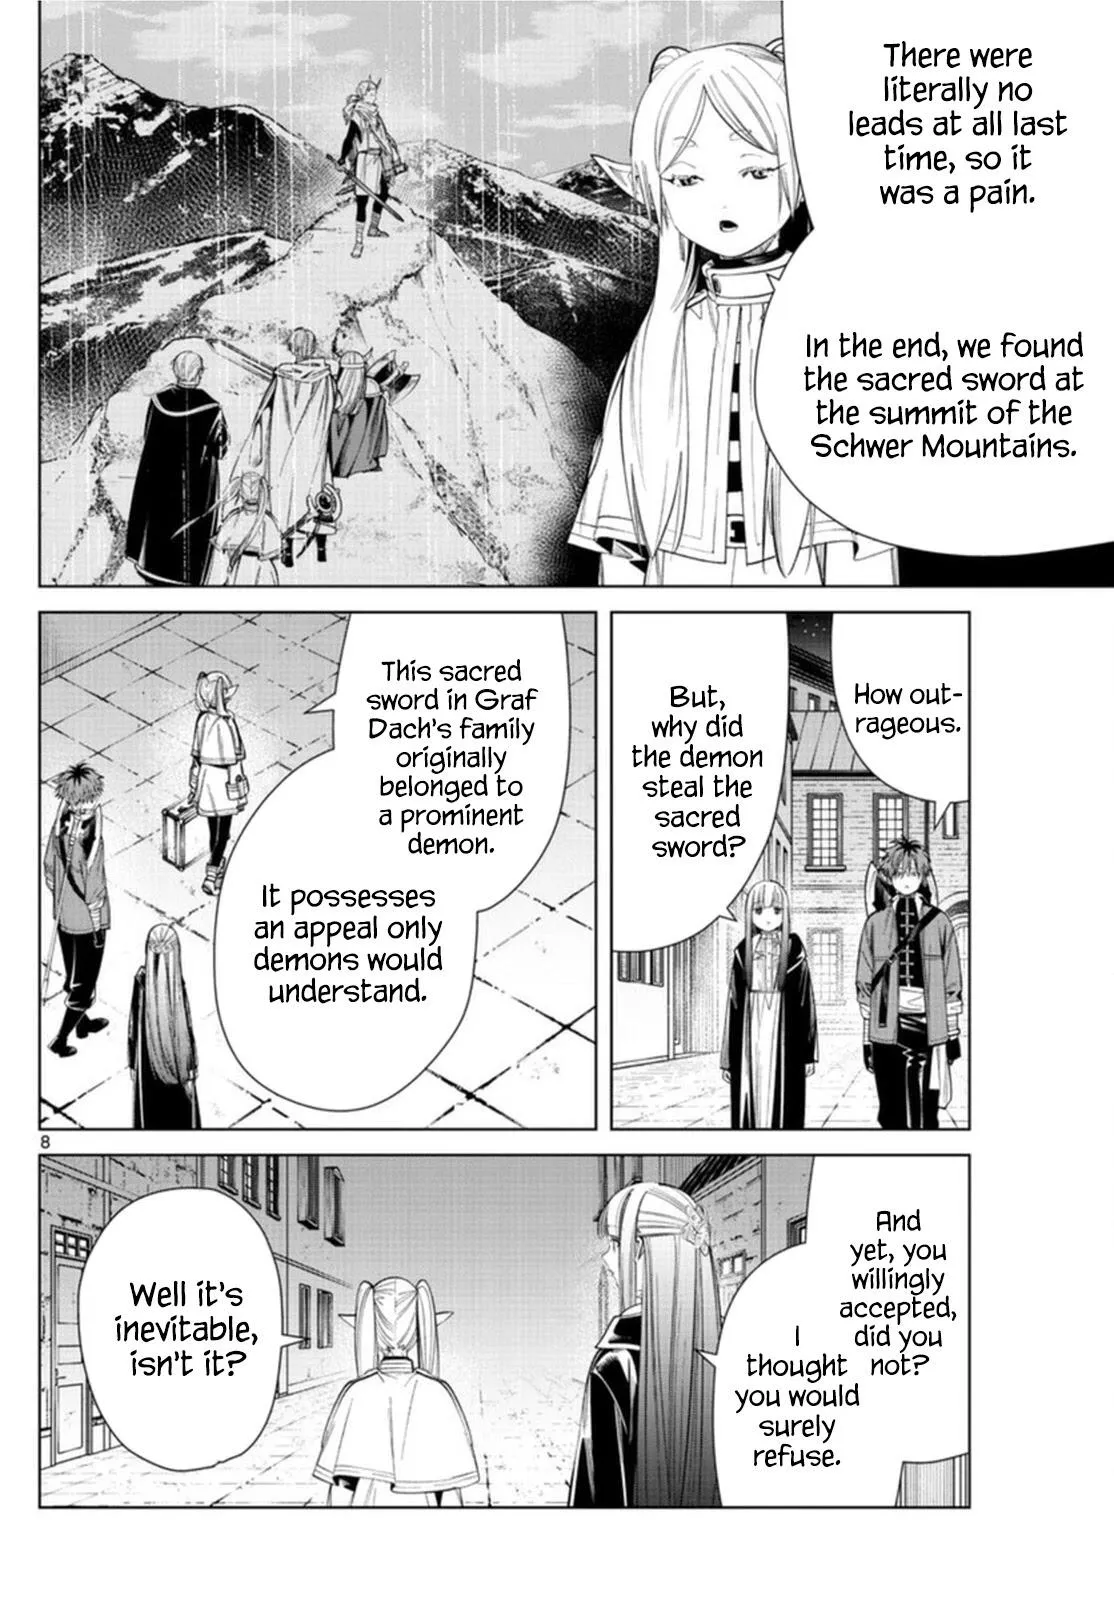 There were
literally no
leads at all last
time, so it
was a pain.
In the end, we found
the sacred sword at
the summit of the
Schwer Mountains.
How out-
rageous.
But,
why did
the demon
steal the
sacred
sword?
This sacred
sword in Graf
Dach's family
originally
belonged to
a prominent
demon.
It possesses
an appeal only
demons would
understand.
8
And
yet, you
willingly
accepted,
did you
not?
I
thought
you would
surely
refuse.
Well it's
inevitable,
isn't it?